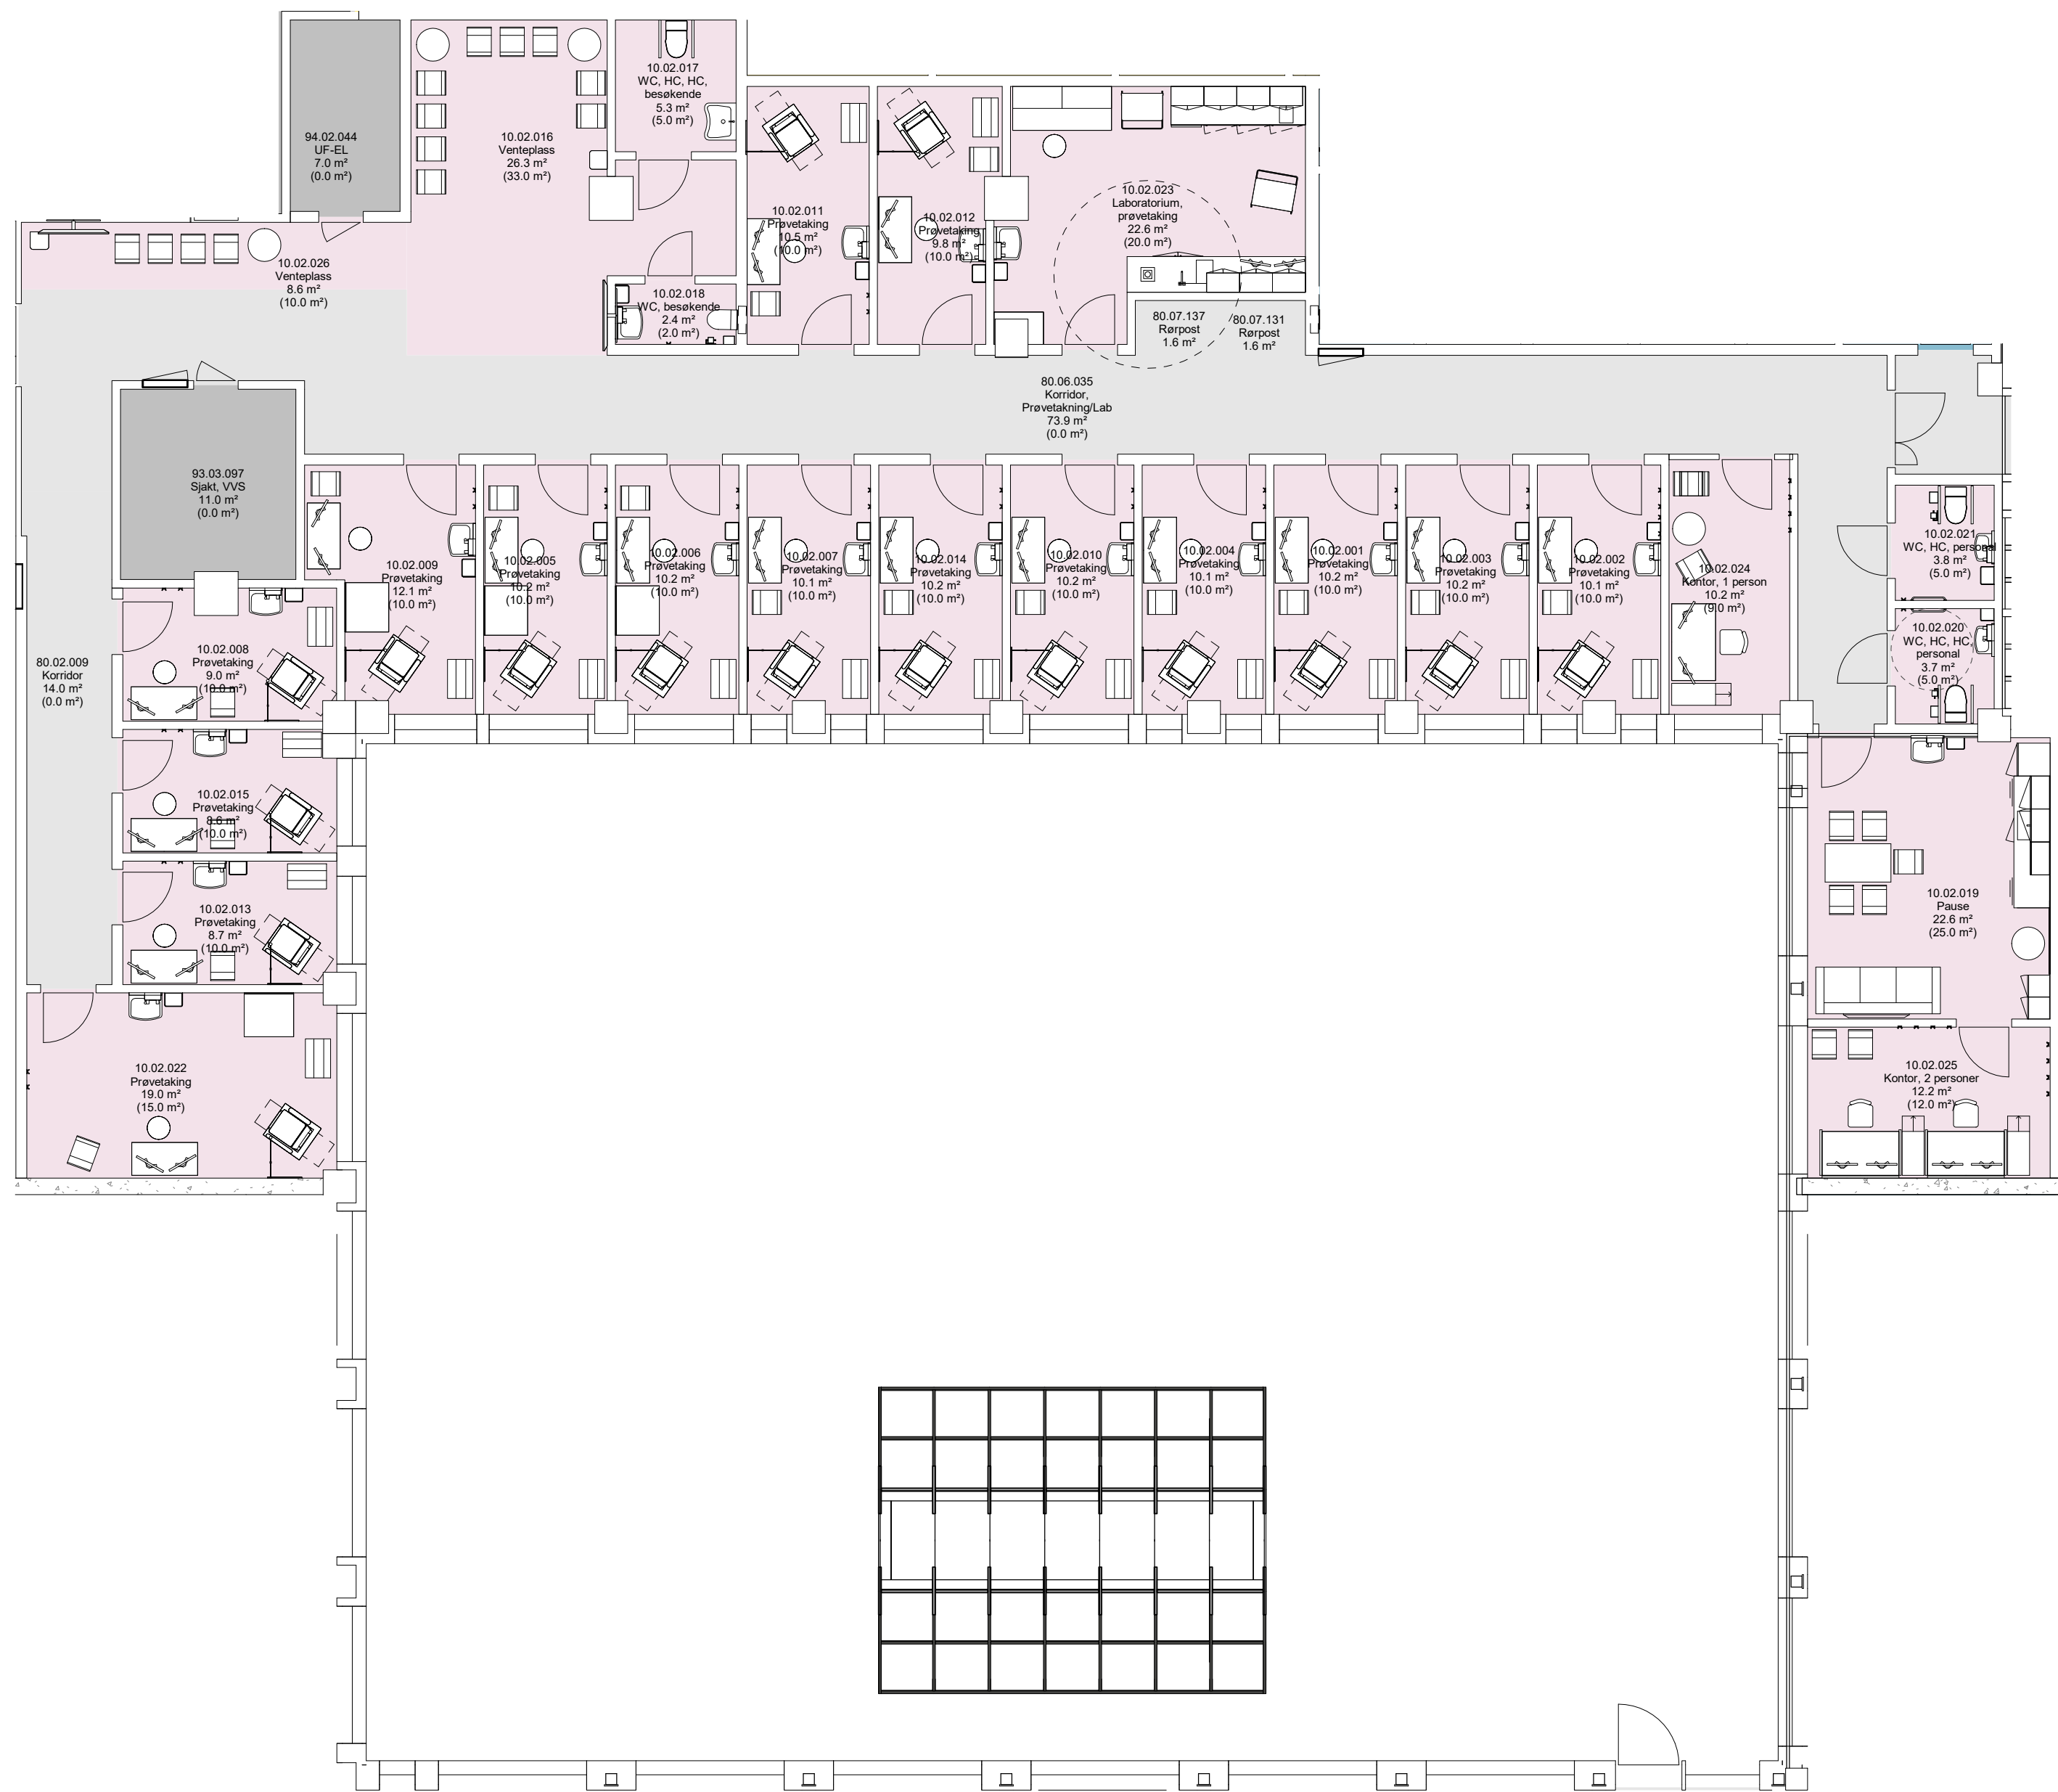 10.02.017
WC, HC, HC,
besøkende
5.3 m²
(5.0 m²)
94.02.044
UF-EL
7.0 m²
(0.0 m²)
10.02.016
Venteplass
26.3 m²
(33.0 m²)
10.02.011
Prøvetaking
10.5 m²
(10.0 m²)
10.02.012
Prøvetaking
9.8 m²
(10.0 m²)
10.02.023
Laboratorium,
prøvetaking
22.6 m²
(20.0 m²)
10.02.026
Venteplass
8.6 m²
(10.0 m²)
10.02.018
WC, besøkende
2.4 m²
(2.0 m²)
80.07.137
Rørpost
1.6 m²
80.07.131
Rørpost
1.6 m²
80.06.035
Korridor,
Prøvetakning/Lab
73.9 m²
(0.0 m²)
93.03.097
Sjakt, VVS
11.0 m²
(0.0 m²)
10.02.009
Prøvetaking
12.1 m²
(10.0 m²)
10.02.005
Prøvetaking
10.2 m²
(10.0 m²)
10.02.006
Prøvetaking
10.2 m²
(10.0 m²)
10.02.007
Prøvetaking
10.1 m²
(10.0 m²)
10.02.014
Prøvetaking
10.2 m²
(10.0 m²)
10.02.010
Prøvetaking
10.2 m²
(10.0 m²)
10.02.004
Prøvetaking
10.1 m²
(10.0 m²)
10.02.001
Prøvetaking
10.2 m²
(10.0 m²)
10.02.003
Prøvetaking
10.2 m²
(10.0 m²)
10.02.002
Prøvetaking
10.1 m²
(10.0 m²)
10.02.024
Kontor, 1 person
10.2 m²
(9.0 m²)
10.02.021
WC, HC, personal
3.8 m²
(5.0 m²)
10.02.020
WC, HC, HC,
personal
3.7 m²
(5.0 m²)
80.02.009
Korridor
14.0 m²
(0.0 m²)
10.02.008
Prøvetaking
9.0 m²
(10.0 m²)
10.02.015
Prøvetaking
8.6 m²
(10.0 m²)
10.02.013
Prøvetaking
8.7 m²
(10.0 m²)
10.02.019
Pause
22.6 m²
(25.0 m²)
10.02.022
Prøvetaking
19.0 m²
(15.0 m²)
10.02.025
Kontor, 2 personer
12.2 m²
(12.0 m²)